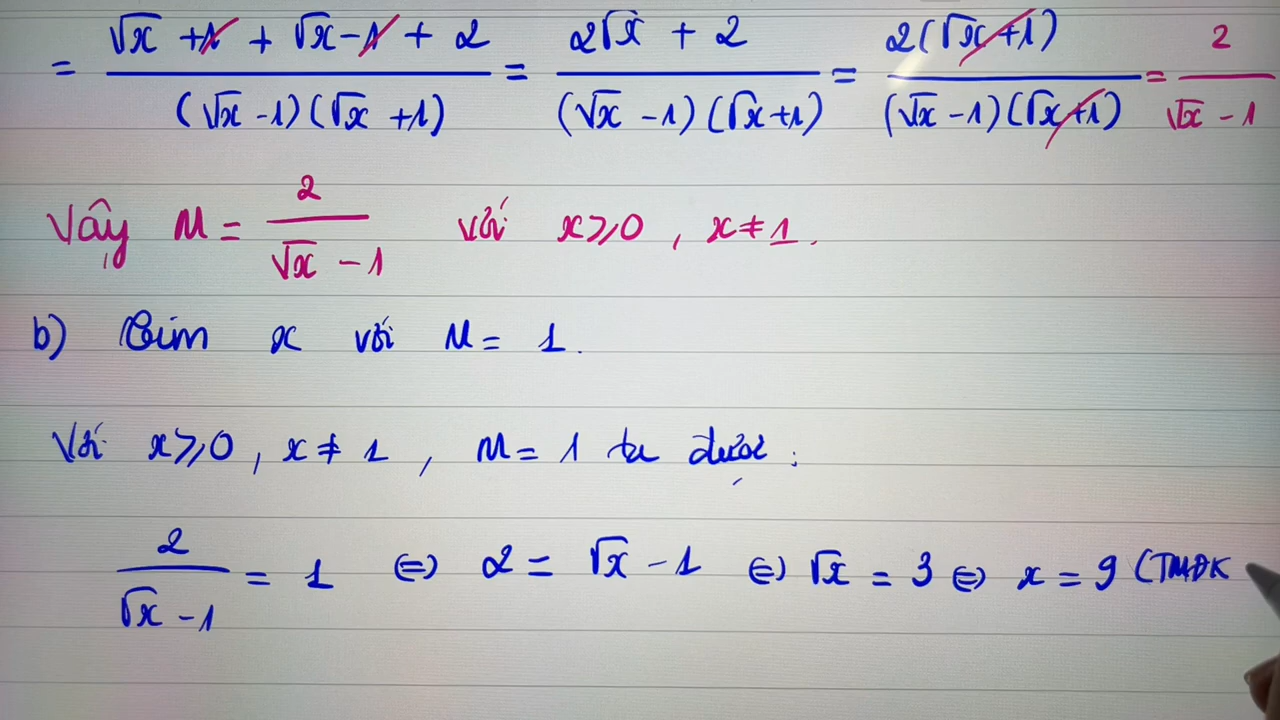 = (√x + 1 + √x - 1 + 2) / ((√x - 1)(√x + 1)) = (2√x + 2) / ((√x - 1)(√x + 1)) = 2(√x + 1) / ((√x - 1)(√x + 1)) = 2 / (√x - 1)
Vậy M = 2 / (√x - 1) với x ⩾ 0 , x ≠ 1.
b) Tìm x với M = 1.
Với x ⩾ 0 , x ≠ 1 , M = 1 ta được :
2 / (√x - 1) = 1 ⇔ 2 = √x - 1 ⇔ √x = 3 ⇔ x = 9 (TMĐK